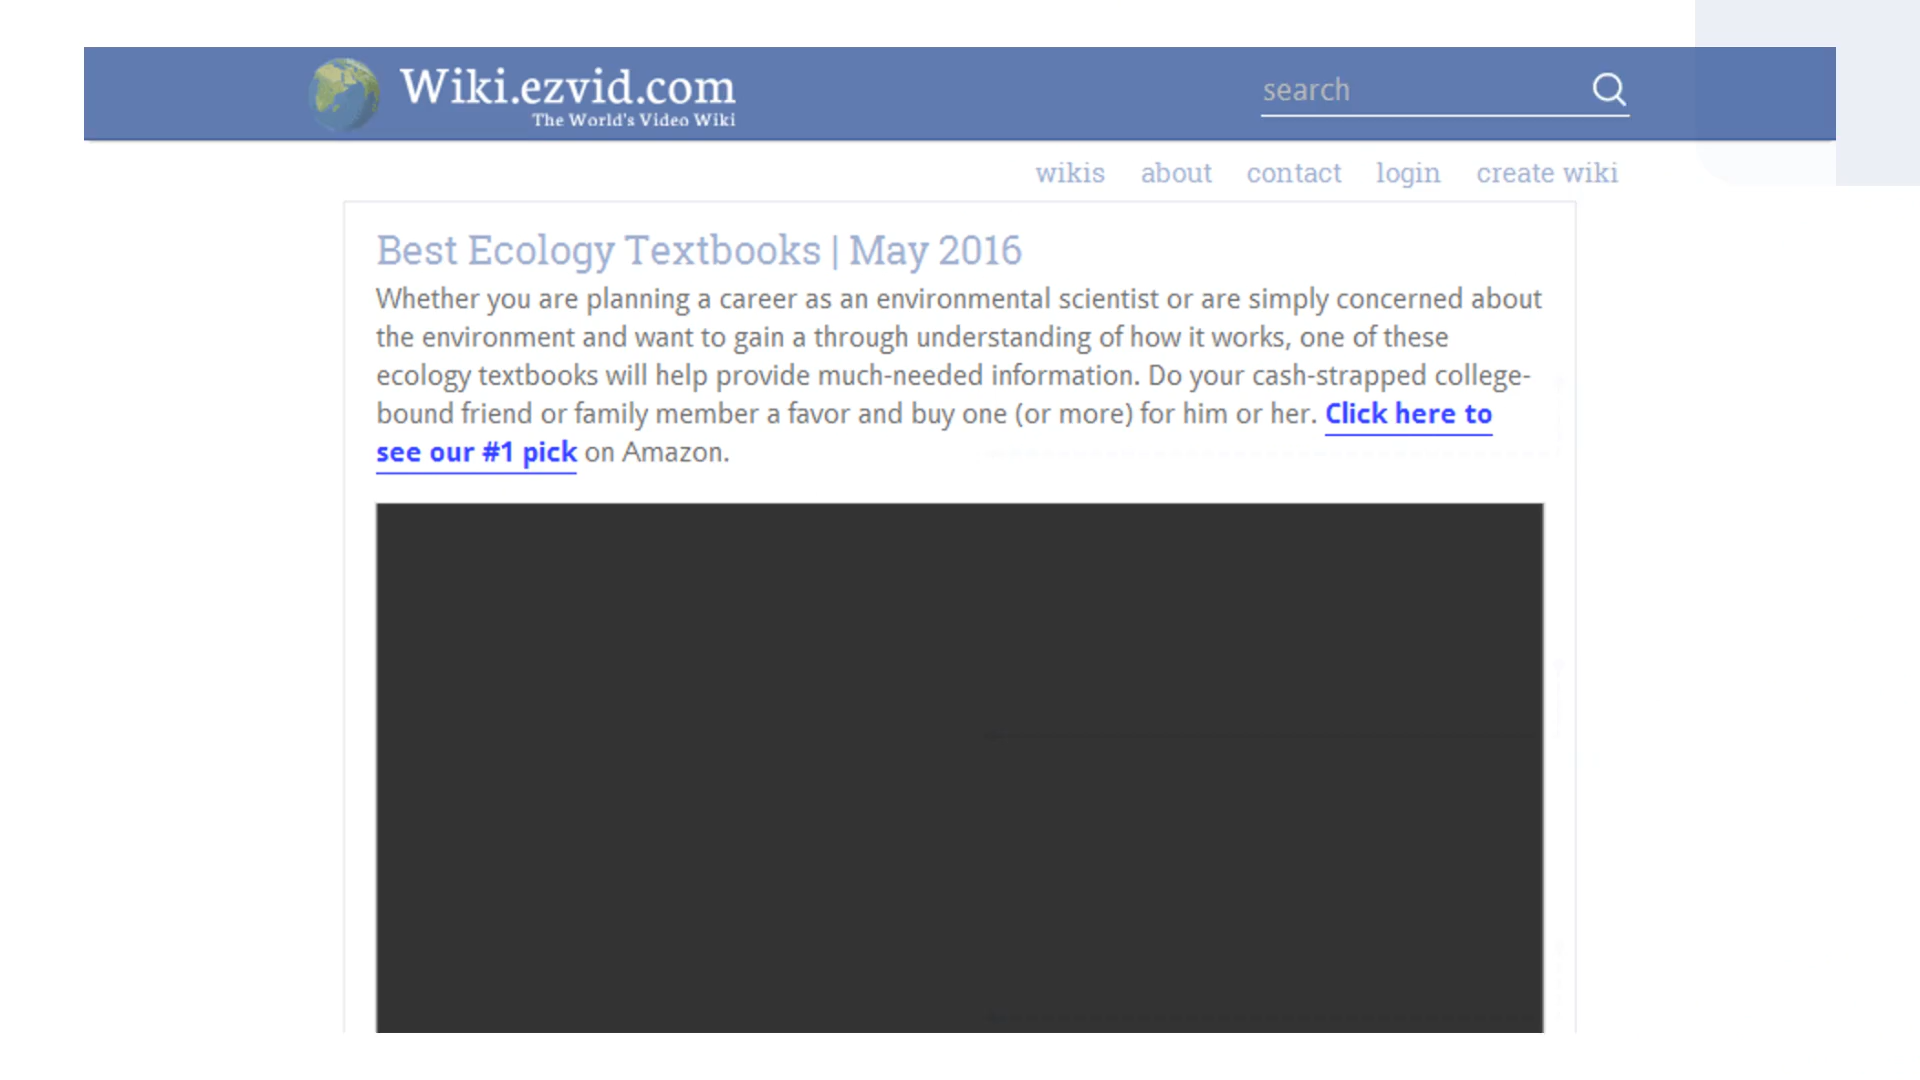 Wiki.ezvid.com
The World's Video Wiki
search
wikis about contact login create wiki
Best Ecology Textbooks | May 2016
Whether you are planning a career as an environmental scientist or are simply concerned about
the environment and want to gain a through understanding of how it works, one of these
ecology textbooks will help provide much-needed information. Do your cash-strapped college-
bound friend or family member a favor and buy one (or more) for him or her. Click here to
see our #1 pick on Amazon.